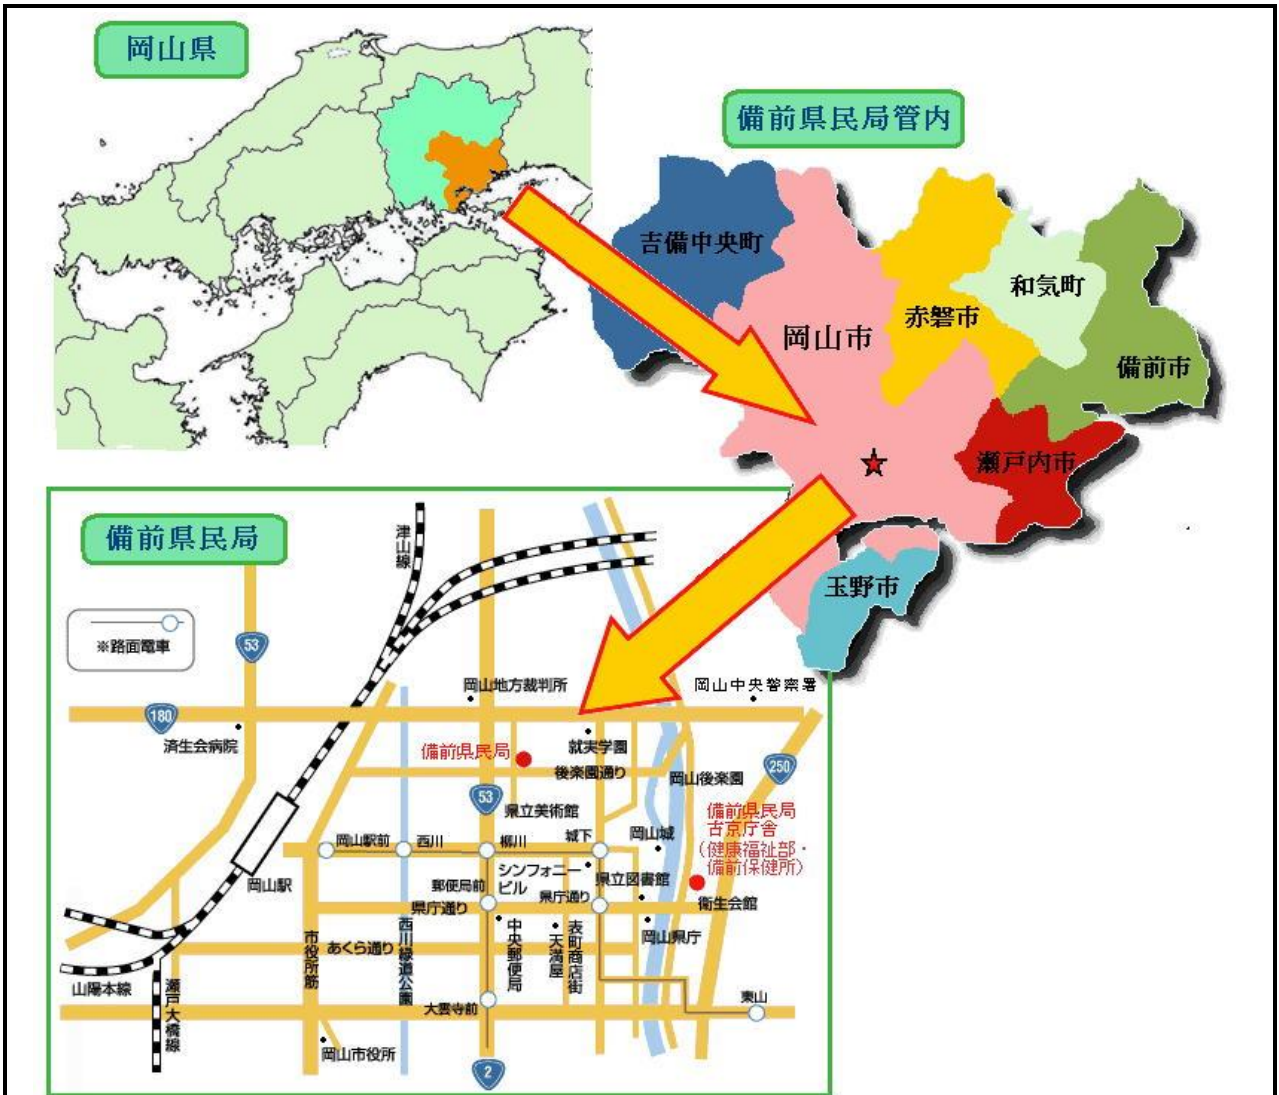 岡山県
備前県民局管内
吉備中央町
岡山市
赤磐市
和気町
備前市
瀬戸内市
玉野市
備前県民局
津山線
※路面電車
53
180
済生会病院
岡山地方裁判所
岡山中央警察署
備前県民局
就実学園
後楽園通り
岡山後楽園
250
53
県立美術館
備前県民局
古京庁舎
(健康福祉部・
備前保健所)
岡山駅前
西川
柳川
城下
岡山城
岡山駅
シンフォニー
ビル
郵便局前
県庁通り
県庁通り
県立図書館
衛生会館
岡山県庁
あくら通り
市役所筋
西川緑道公園
中央郵便局
天満屋
表町商店街
山陽本線
瀬戸大橋線
大雲寺前
東山
岡山市役所
2